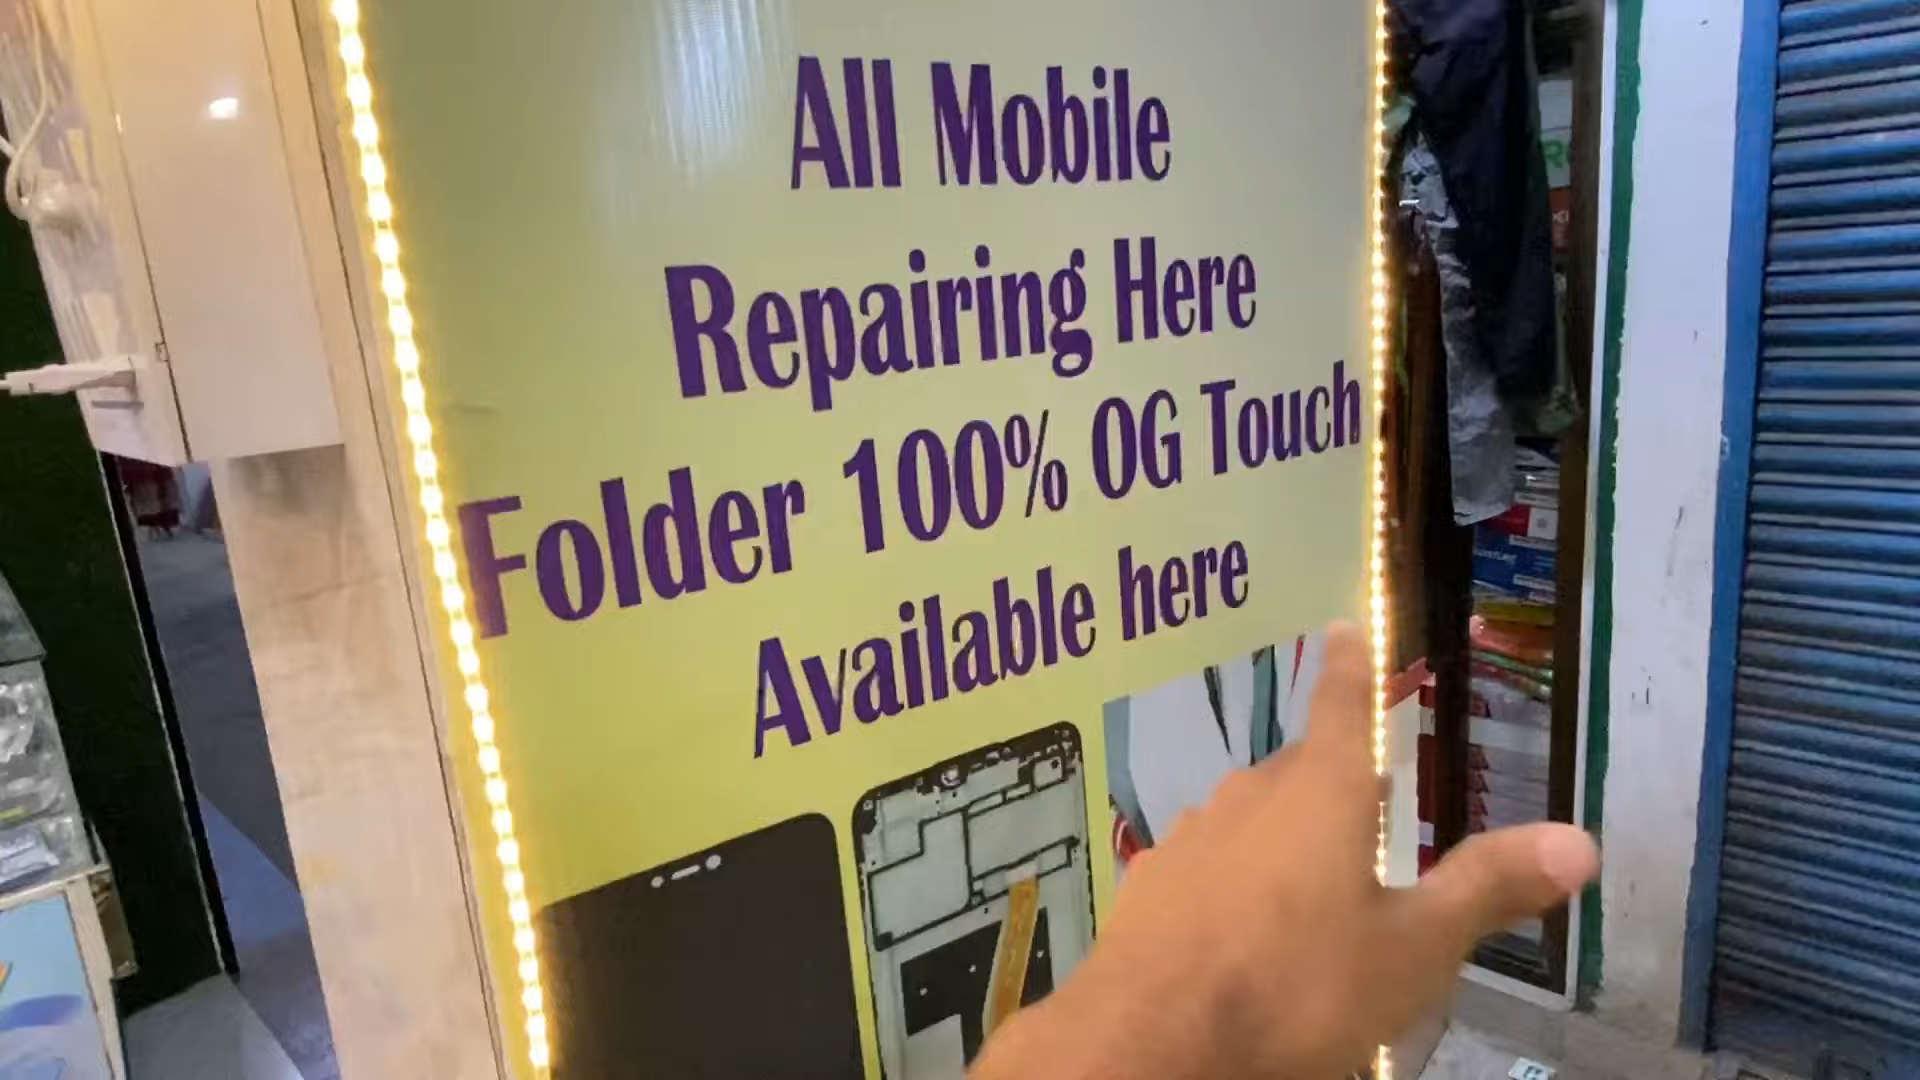 All Mobile
Repairing Here
Folder 100% OG Touch
Available here